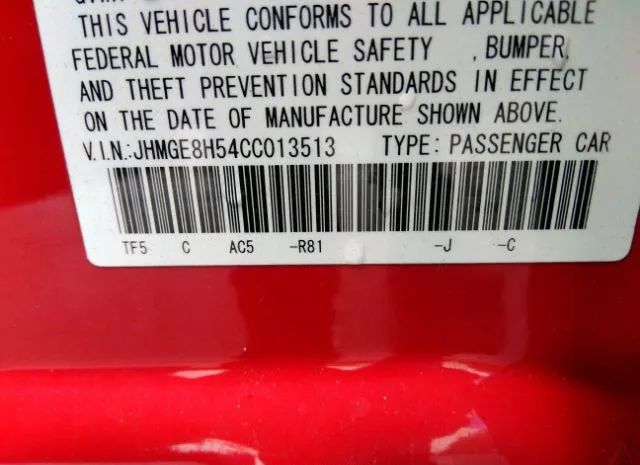 THIS VEHICLE CONFORMS TO ALL APPLICABLE
FEDERAL MOTOR VEHICLE SAFETY , BUMPER,
AND THEFT PREVENTION STANDARDS IN EFFECT
ON THE DATE OF MANUFACTURE SHOWN ABOVE.
V.I.N:JHMGE8H54CC013513 TYPE: PASSENGER CAR
TF5 C AC5 -R81 -J -C